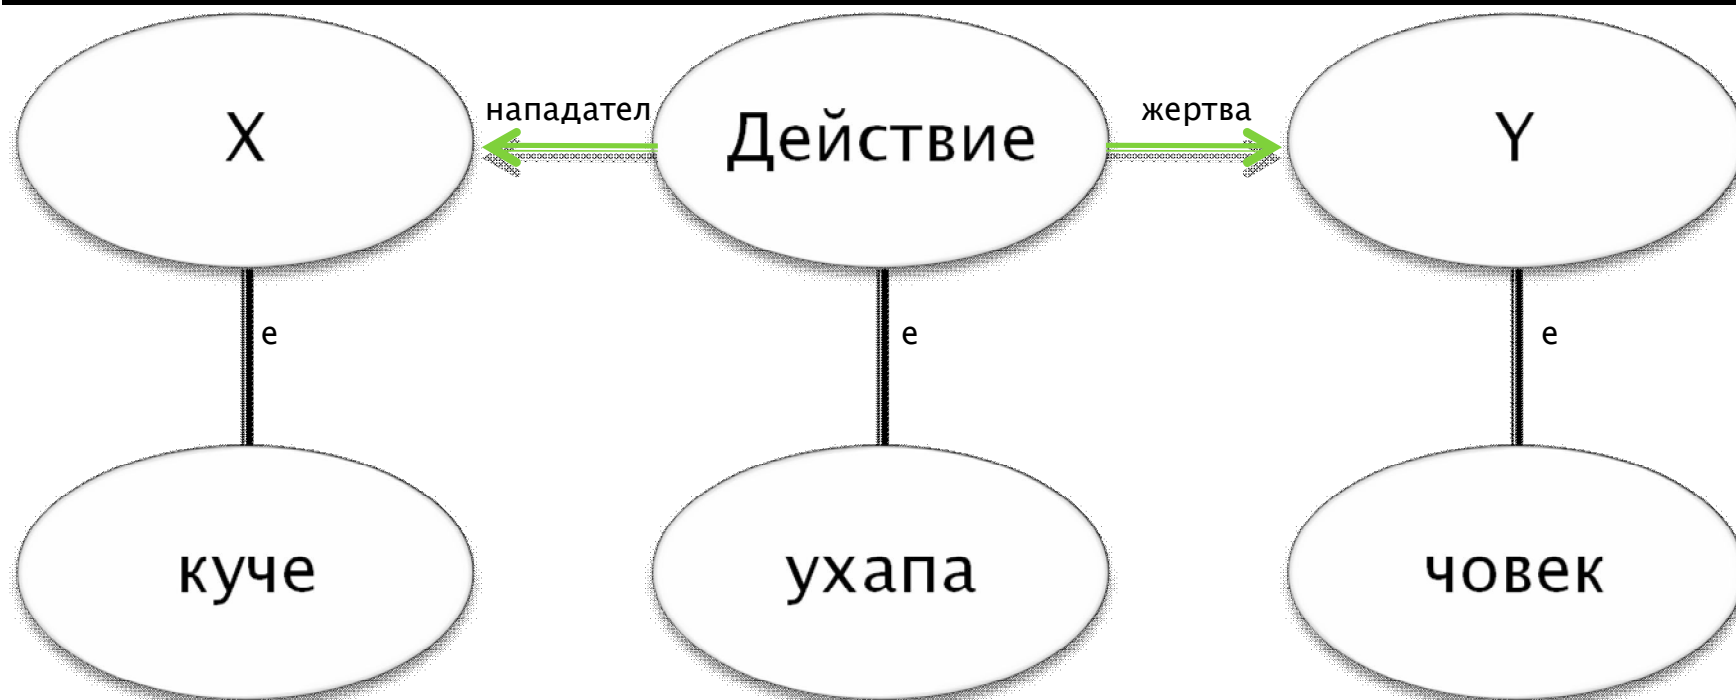 X
нападател
Действие
жертва
Y
е
е
е
куче
ухапа
човек